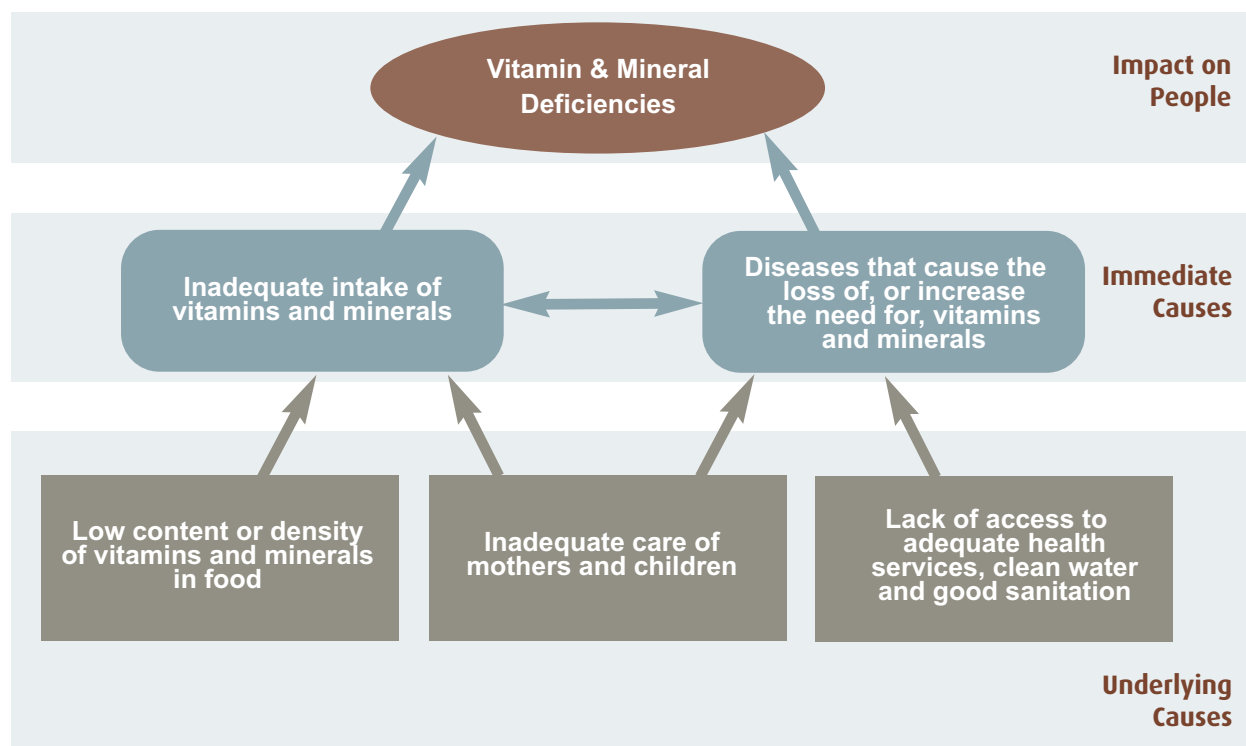 Vitamin & Mineral
Deficiencies
Impact on
People
Inadequate intake of
vitamins and minerals
Diseases that cause the
loss of, or increase
the need for, vitamins
and minerals
Immediate
Causes
Low content or density
of vitamins and minerals
in food
Inadequate care of
mothers and children
Lack of access to
adequate health
services, clean water
and good sanitation
Underlying
Causes